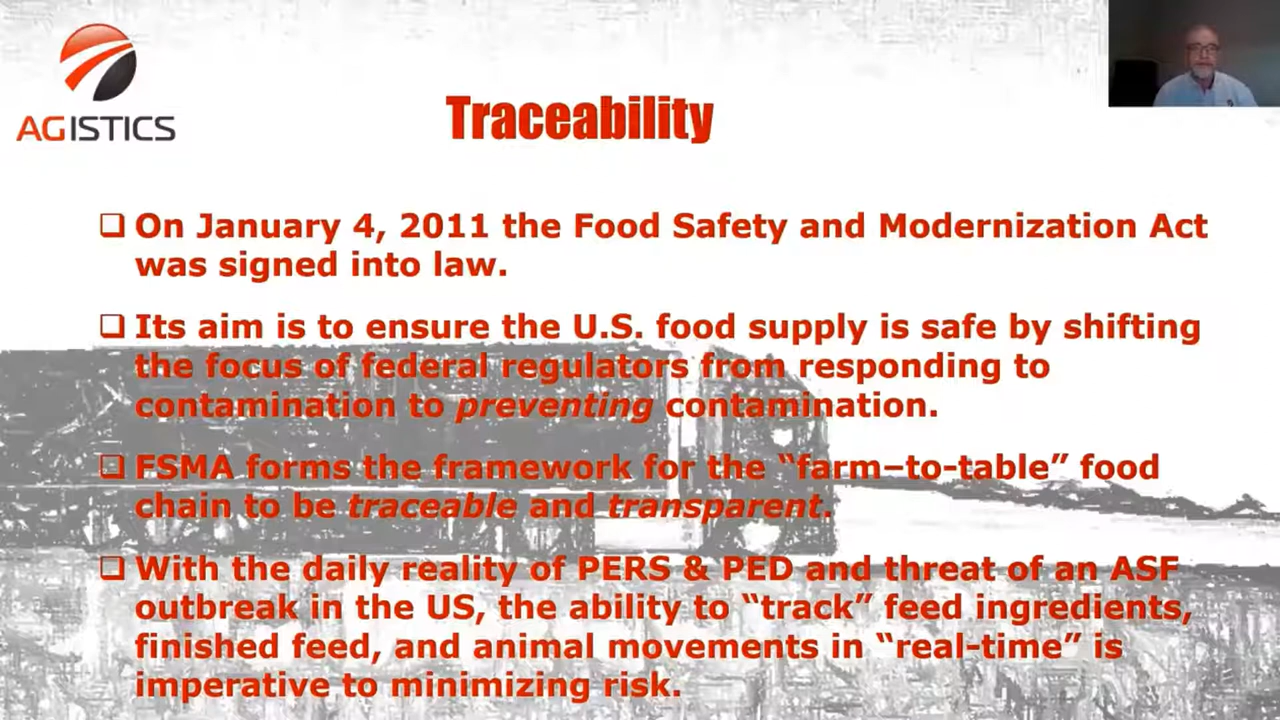 AGISTICS
Traceability
❑ On January 4, 2011 the Food Safety and Modernization Act
was signed into law.
❑ Its aim is to ensure the U.S. food supply is safe by shifting
the focus of federal regulators from responding to
contamination to preventing contamination.
❑ FSMA forms the framework for the “farm–to-table” food
chain to be traceable and transparent.
❑ With the daily reality of PERS & PED and threat of an ASF
outbreak in the US, the ability to “track” feed ingredients,
finished feed, and animal movements in “real-time” is
imperative to minimizing risk.